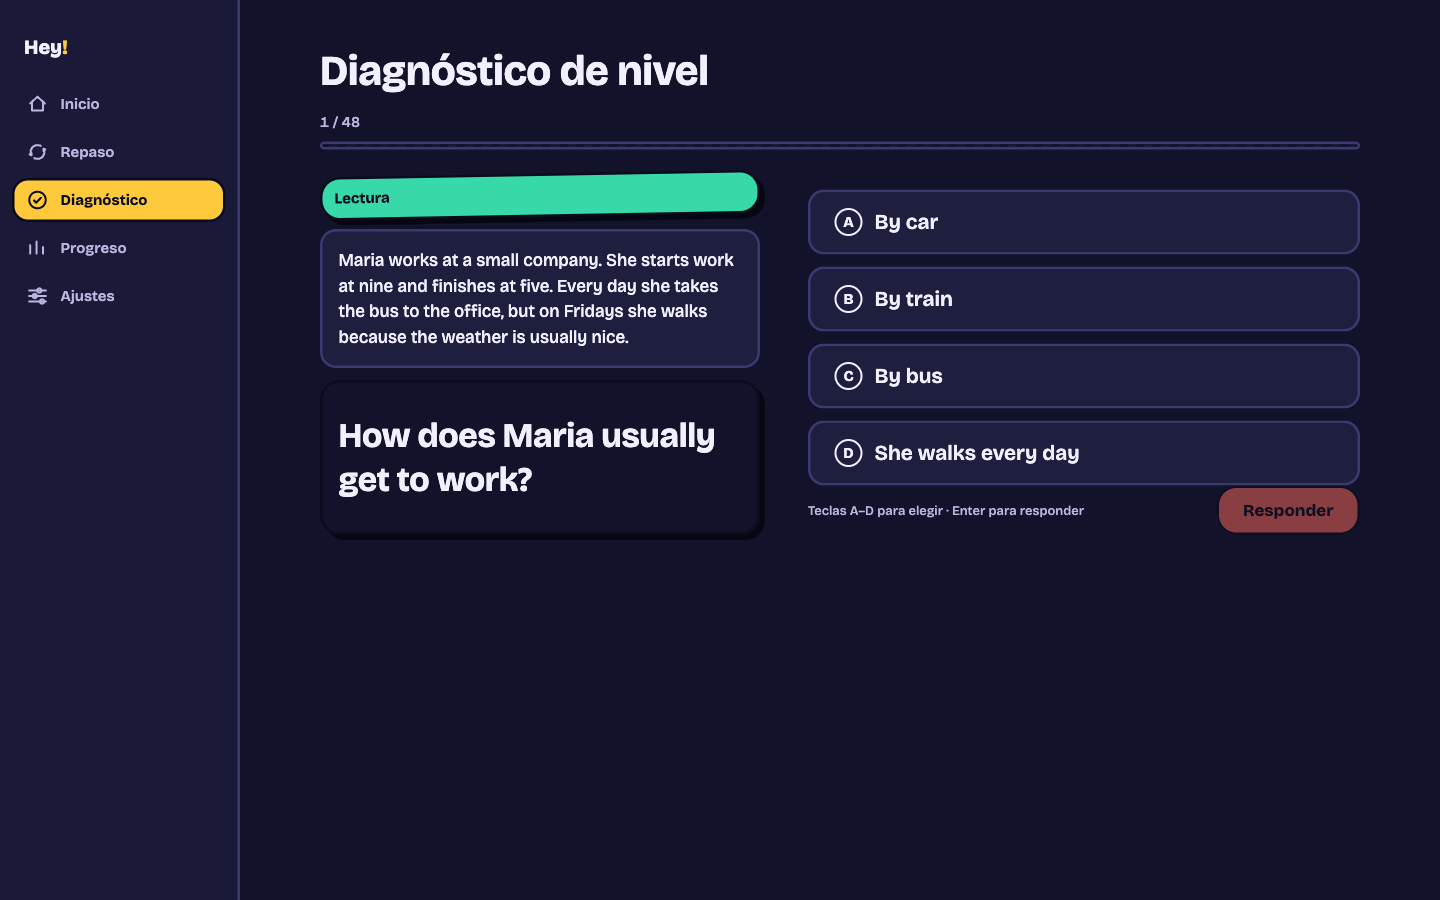 Hey!
Inicio
Repaso
Diagnóstico
Progreso
Ajustes
Diagnóstico de nivel
1 / 48
Lectura
Maria works at a small company. She starts work
at nine and finishes at five. Every day she takes
the bus to the office, but on Fridays she walks
because the weather is usually nice.
How does Maria usually
get to work?
A By car
B By train
C By bus
D She walks every day
Teclas A–D para elegir · Enter para responder
Responder